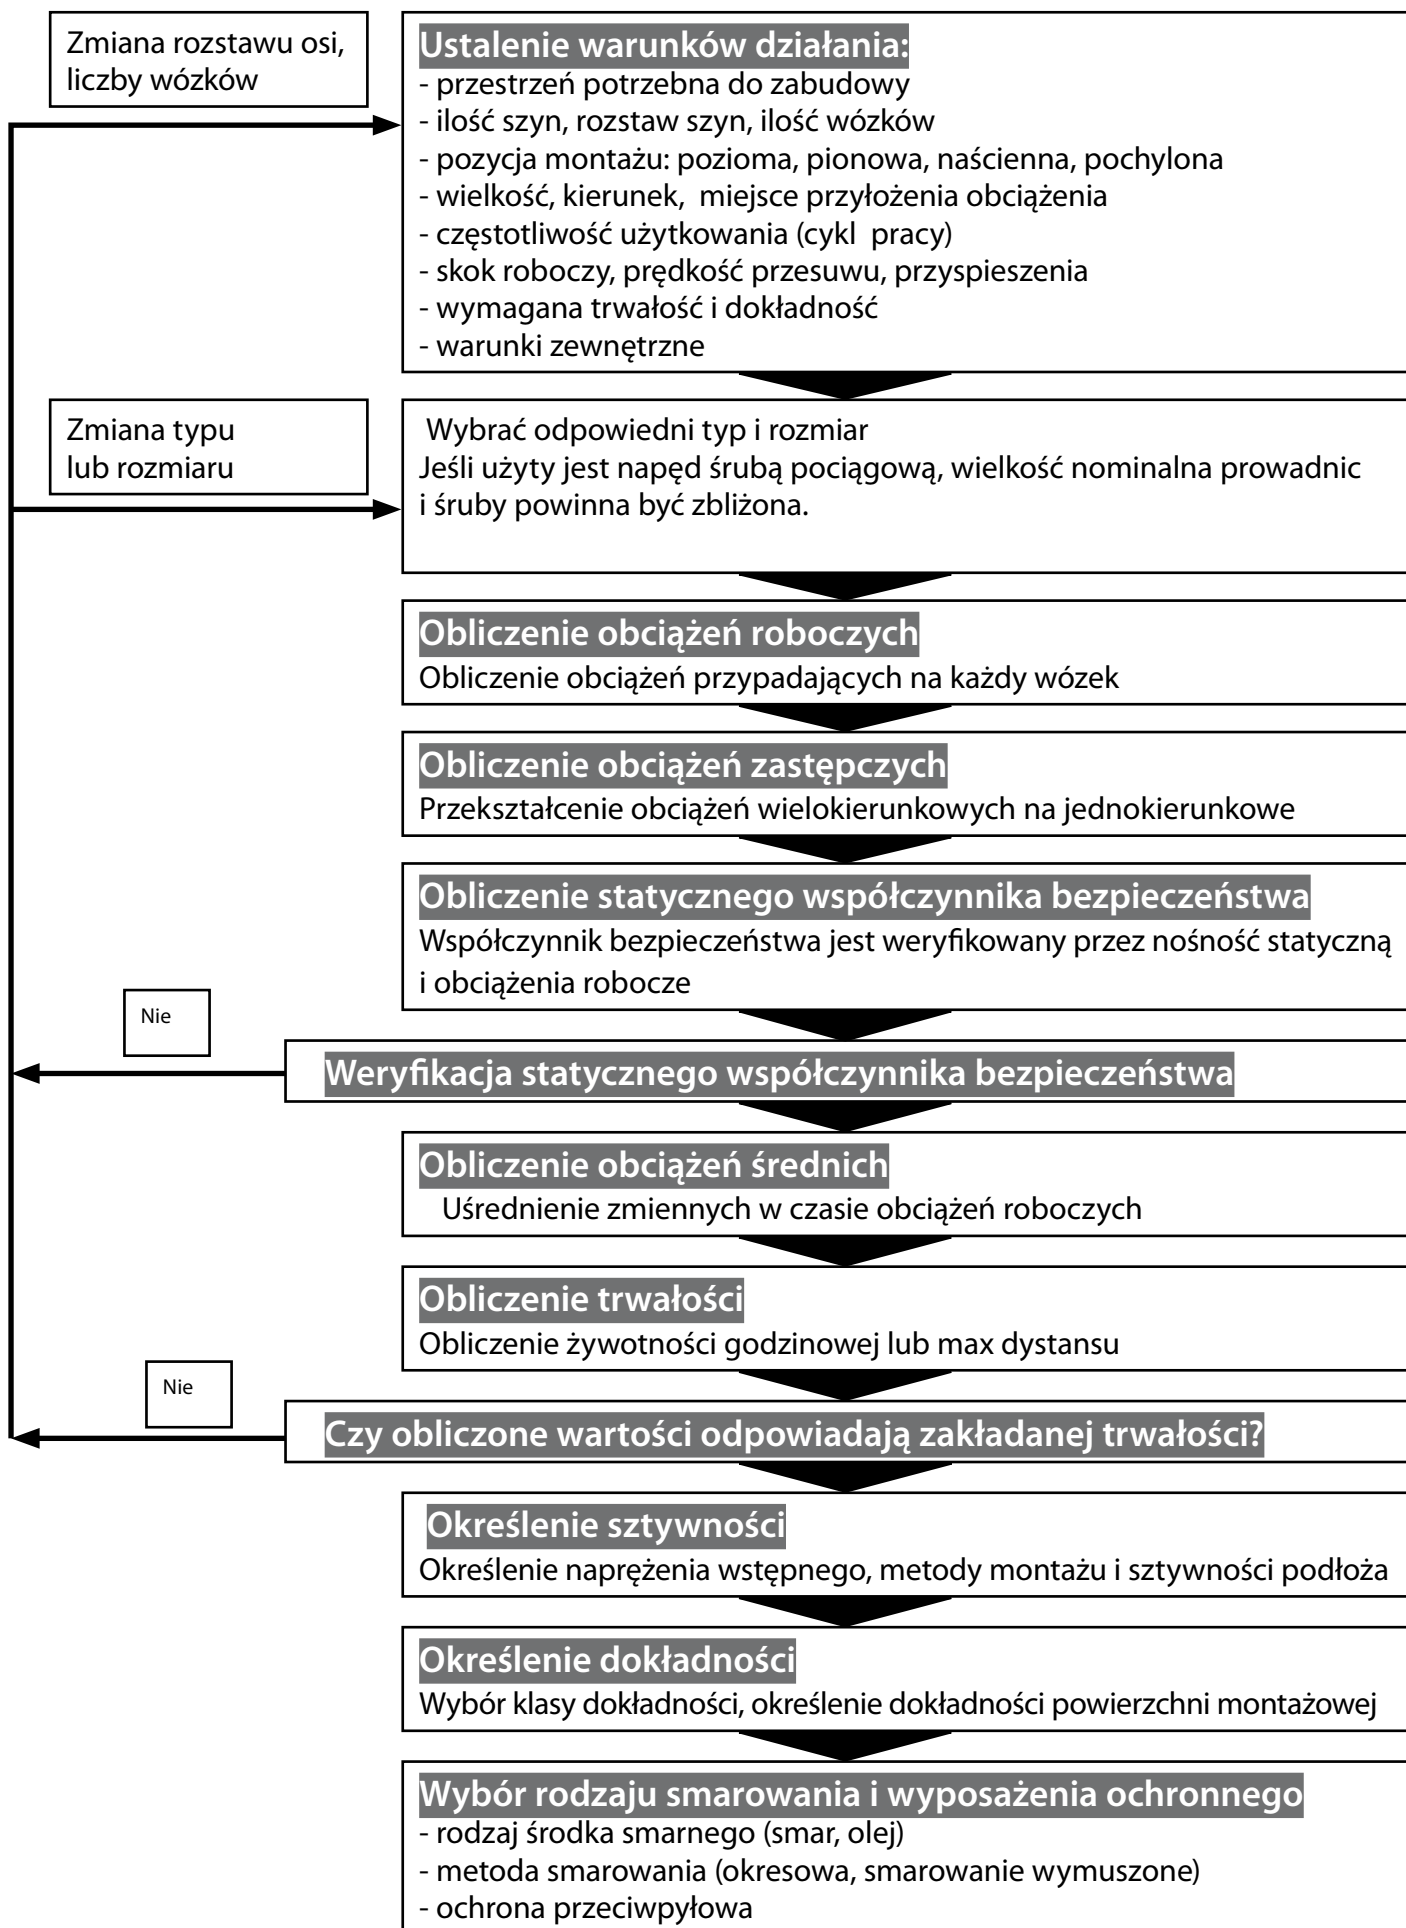 Zmiana rozstawu osi,
liczby wózków
Ustalenie warunków działania:
- przestrzeń potrzebna do zabudowy
- ilość szyn, rozstaw szyn, ilość wózków
- pozycja montażu: pozioma, pionowa, naścienna, pochylona
- wielkość, kierunek,  miejsce przyłożenia obciążenia
- częstotliwość użytkowania (cykl  pracy)
- skok roboczy, prędkość przesuwu, przyspieszenia
- wymagana trwałość i dokładność
- warunki zewnętrzne
Zmiana typu
lub rozmiaru
Wybrać odpowiedni typ i rozmiar
Jeśli użyty jest napęd śrubą pociągową, wielkość nominalna prowadnic
i śruby powinna być zbliżona.
Obliczenie obciążeń roboczych
Obliczenie obciążeń przypadających na każdy wózek
Obliczenie obciążeń zastępczych
Przekształcenie obciążeń wielokierunkowych na jednokierunkowe
Obliczenie statycznego współczynnika bezpieczeństwa
Współczynnik bezpieczeństwa jest weryfikowany przez nośność statyczną
i obciążenia robocze
Nie
Weryfikacja statycznego współczynnika bezpieczeństwa
Obliczenie obciążeń średnich
Uśrednienie zmiennych w czasie obciążeń roboczych
Obliczenie trwałości
Obliczenie żywotności godzinowej lub max dystansu
Nie
Czy obliczone wartości odpowiadają zakładanej trwałości?
Określenie sztywności
Określenie naprężenia wstępnego, metody montażu i sztywności podłoża
Określenie dokładności
Wybór klasy dokładności, określenie dokładności powierzchni montażowej
Wybór rodzaju smarowania i wyposażenia ochronnego
- rodzaj środka smarnego (smar, olej)
- metoda smarowania (okresowa, smarowanie wymuszone)
- ochrona przeciwpyłowa